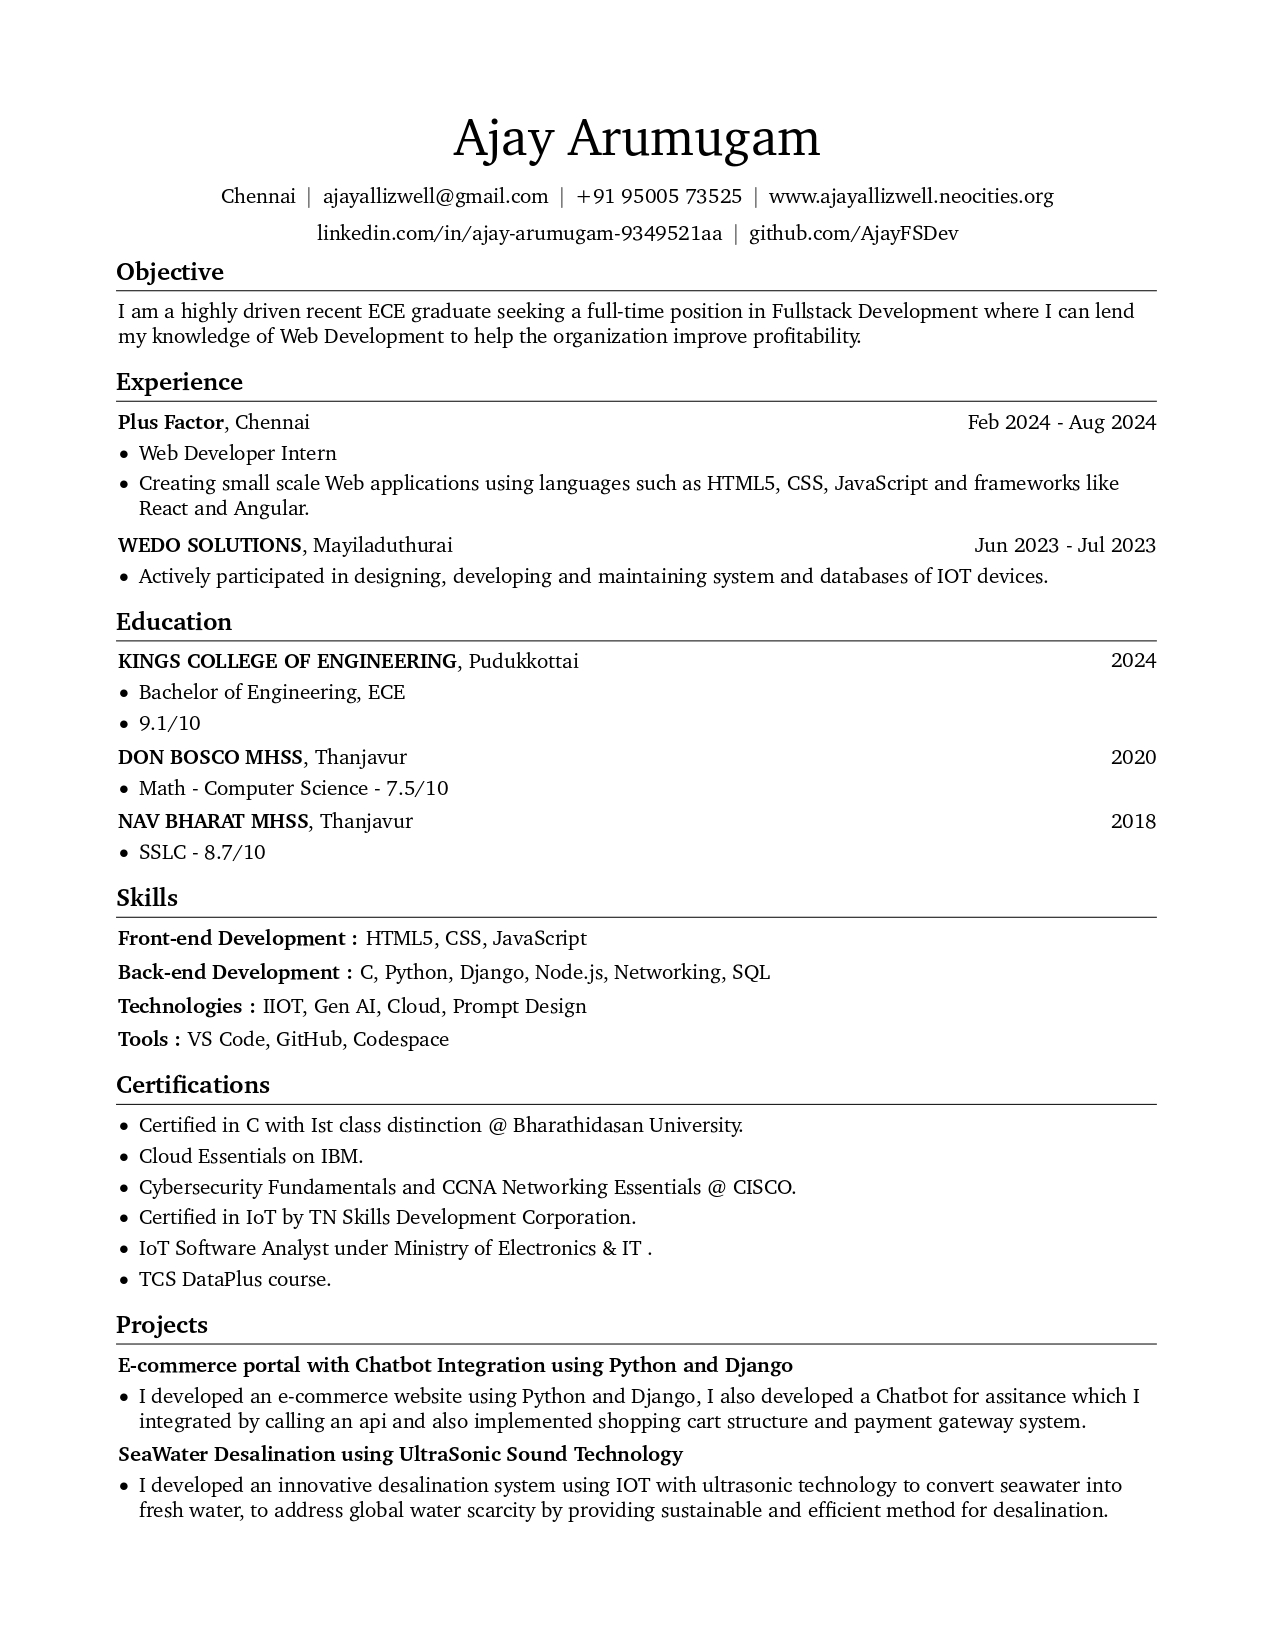 Ajay Arumugam
Chennai | ajayallizwell@gmail.com | +91 95005 73525 | www.ajayallizwell.neocities.org
linkedin.com/in/ajay-arumugam-9349521aa | github.com/AjayFSDev
Objective
I am a highly driven recent ECE graduate seeking a full-time position in Fullstack Development where I can lend
my knowledge of Web Development to help the organization improve profitability.
Experience
Plus Factor, Chennai Feb 2024 - Aug 2024
• Web Developer Intern
• Creating small scale Web applications using languages such as HTML5, CSS, JavaScript and frameworks like
React and Angular.
WEDO SOLUTIONS, Mayiladuthurai Jun 2023 - Jul 2023
• Actively participated in designing, developing and maintaining system and databases of IOT devices.
Education
KINGS COLLEGE OF ENGINEERING, Pudukkottai 2024
• Bachelor of Engineering, ECE
• 9.1/10
DON BOSCO MHSS, Thanjavur 2020
• Math - Computer Science - 7.5/10
NAV BHARAT MHSS, Thanjavur 2018
• SSLC - 8.7/10
Skills
Front-end Development : HTML5, CSS, JavaScript
Back-end Development : C, Python, Django, Node.js, Networking, SQL
Technologies : IIOT, Gen AI, Cloud, Prompt Design
Tools : VS Code, GitHub, Codespace
Certifications
• Certified in C with Ist class distinction @ Bharathidasan University.
• Cloud Essentials on IBM.
• Cybersecurity Fundamentals and CCNA Networking Essentials @ CISCO.
• Certified in IoT by TN Skills Development Corporation.
• IoT Software Analyst under Ministry of Electronics & IT .
• TCS DataPlus course.
Projects
E-commerce portal with Chatbot Integration using Python and Django
• I developed an e-commerce website using Python and Django, I also developed a Chatbot for assitance which I
integrated by calling an api and also implemented shopping cart structure and payment gateway system.
SeaWater Desalination using UltraSonic Sound Technology
• I developed an innovative desalination system using IOT with ultrasonic technology to convert seawater into
fresh water, to address global water scarcity by providing sustainable and efficient method for desalination.